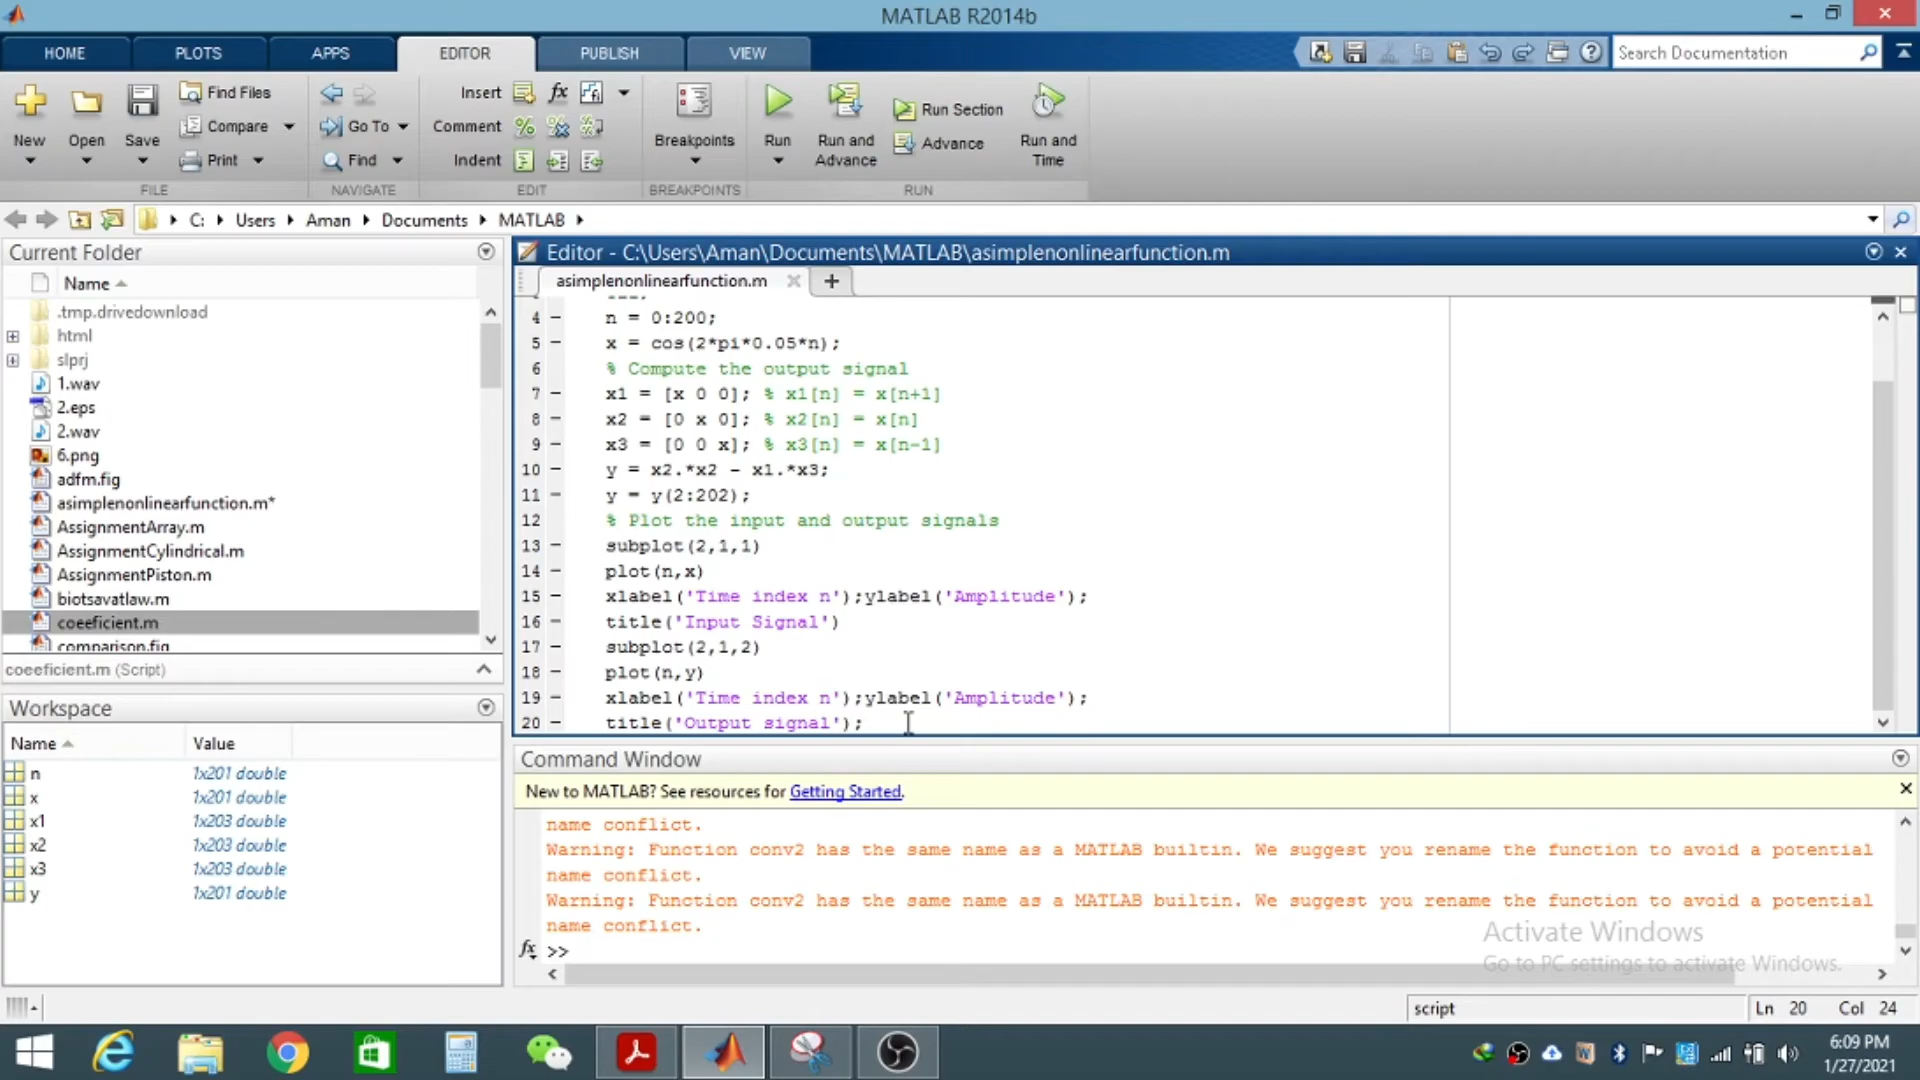 MATLAB R2014b
HOME PLOTS APPS EDITOR PUBLISH VIEW
Search Documentation
New Open Save Find Files Compare Print
Go To Find
Insert fx
Comment
Indent
Breakpoints
Run Run and Advance Run Section Advance Run and Time
FILE NAVIGATE EDIT BREAKPOINTS RUN
C: Users Aman Documents MATLAB
Current Folder
Name
.tmp.drivedownload
html
slprj
1.wav
2.eps
2.wav
6.png
adfm.fig
asimplenonlinearfunction.m*
AssignmentArray.m
AssignmentCylindrical.m
AssignmentPiston.m
biotsavatlaw.m
coeeficient.m
comparison.fig
coeeficient.m (Script)
Workspace
Name Value
n 1x201 double
x 1x201 double
x1 1x203 double
x2 1x203 double
x3 1x203 double
y 1x201 double
Editor - C:\Users\Aman\Documents\MATLAB\asimplenonlinearfunction.m
asimplenonlinearfunction.m
4 - n = 0:200;
5 - x = cos(2*pi*0.05*n);
6 % Compute the output signal
7 - x1 = [x 0 0]; % x1[n] = x[n+1]
8 - x2 = [0 x 0]; % x2[n] = x[n]
9 - x3 = [0 0 x]; % x3[n] = x[n-1]
10 - y = x2.*x2 - x1.*x3;
11 - y = y(2:202);
12 % Plot the input and output signals
13 - subplot(2,1,1)
14 - plot(n,x)
15 - xlabel('Time index n');ylabel('Amplitude');
16 - title('Input Signal')
17 - subplot(2,1,2)
18 - plot(n,y)
19 - xlabel('Time index n');ylabel('Amplitude');
20 - title('Output signal');
Command Window
New to MATLAB? See resources for Getting Started.
name conflict.
Warning: Function conv2 has the same name as a MATLAB builtin. We suggest you rename the function to avoid a potential
name conflict.
Warning: Function conv2 has the same name as a MATLAB builtin. We suggest you rename the function to avoid a potential
name conflict.
fx >>
Activate Windows
Go to PC settings to activate Windows.
script Ln 20 Col 24
6:09 PM
1/27/2021